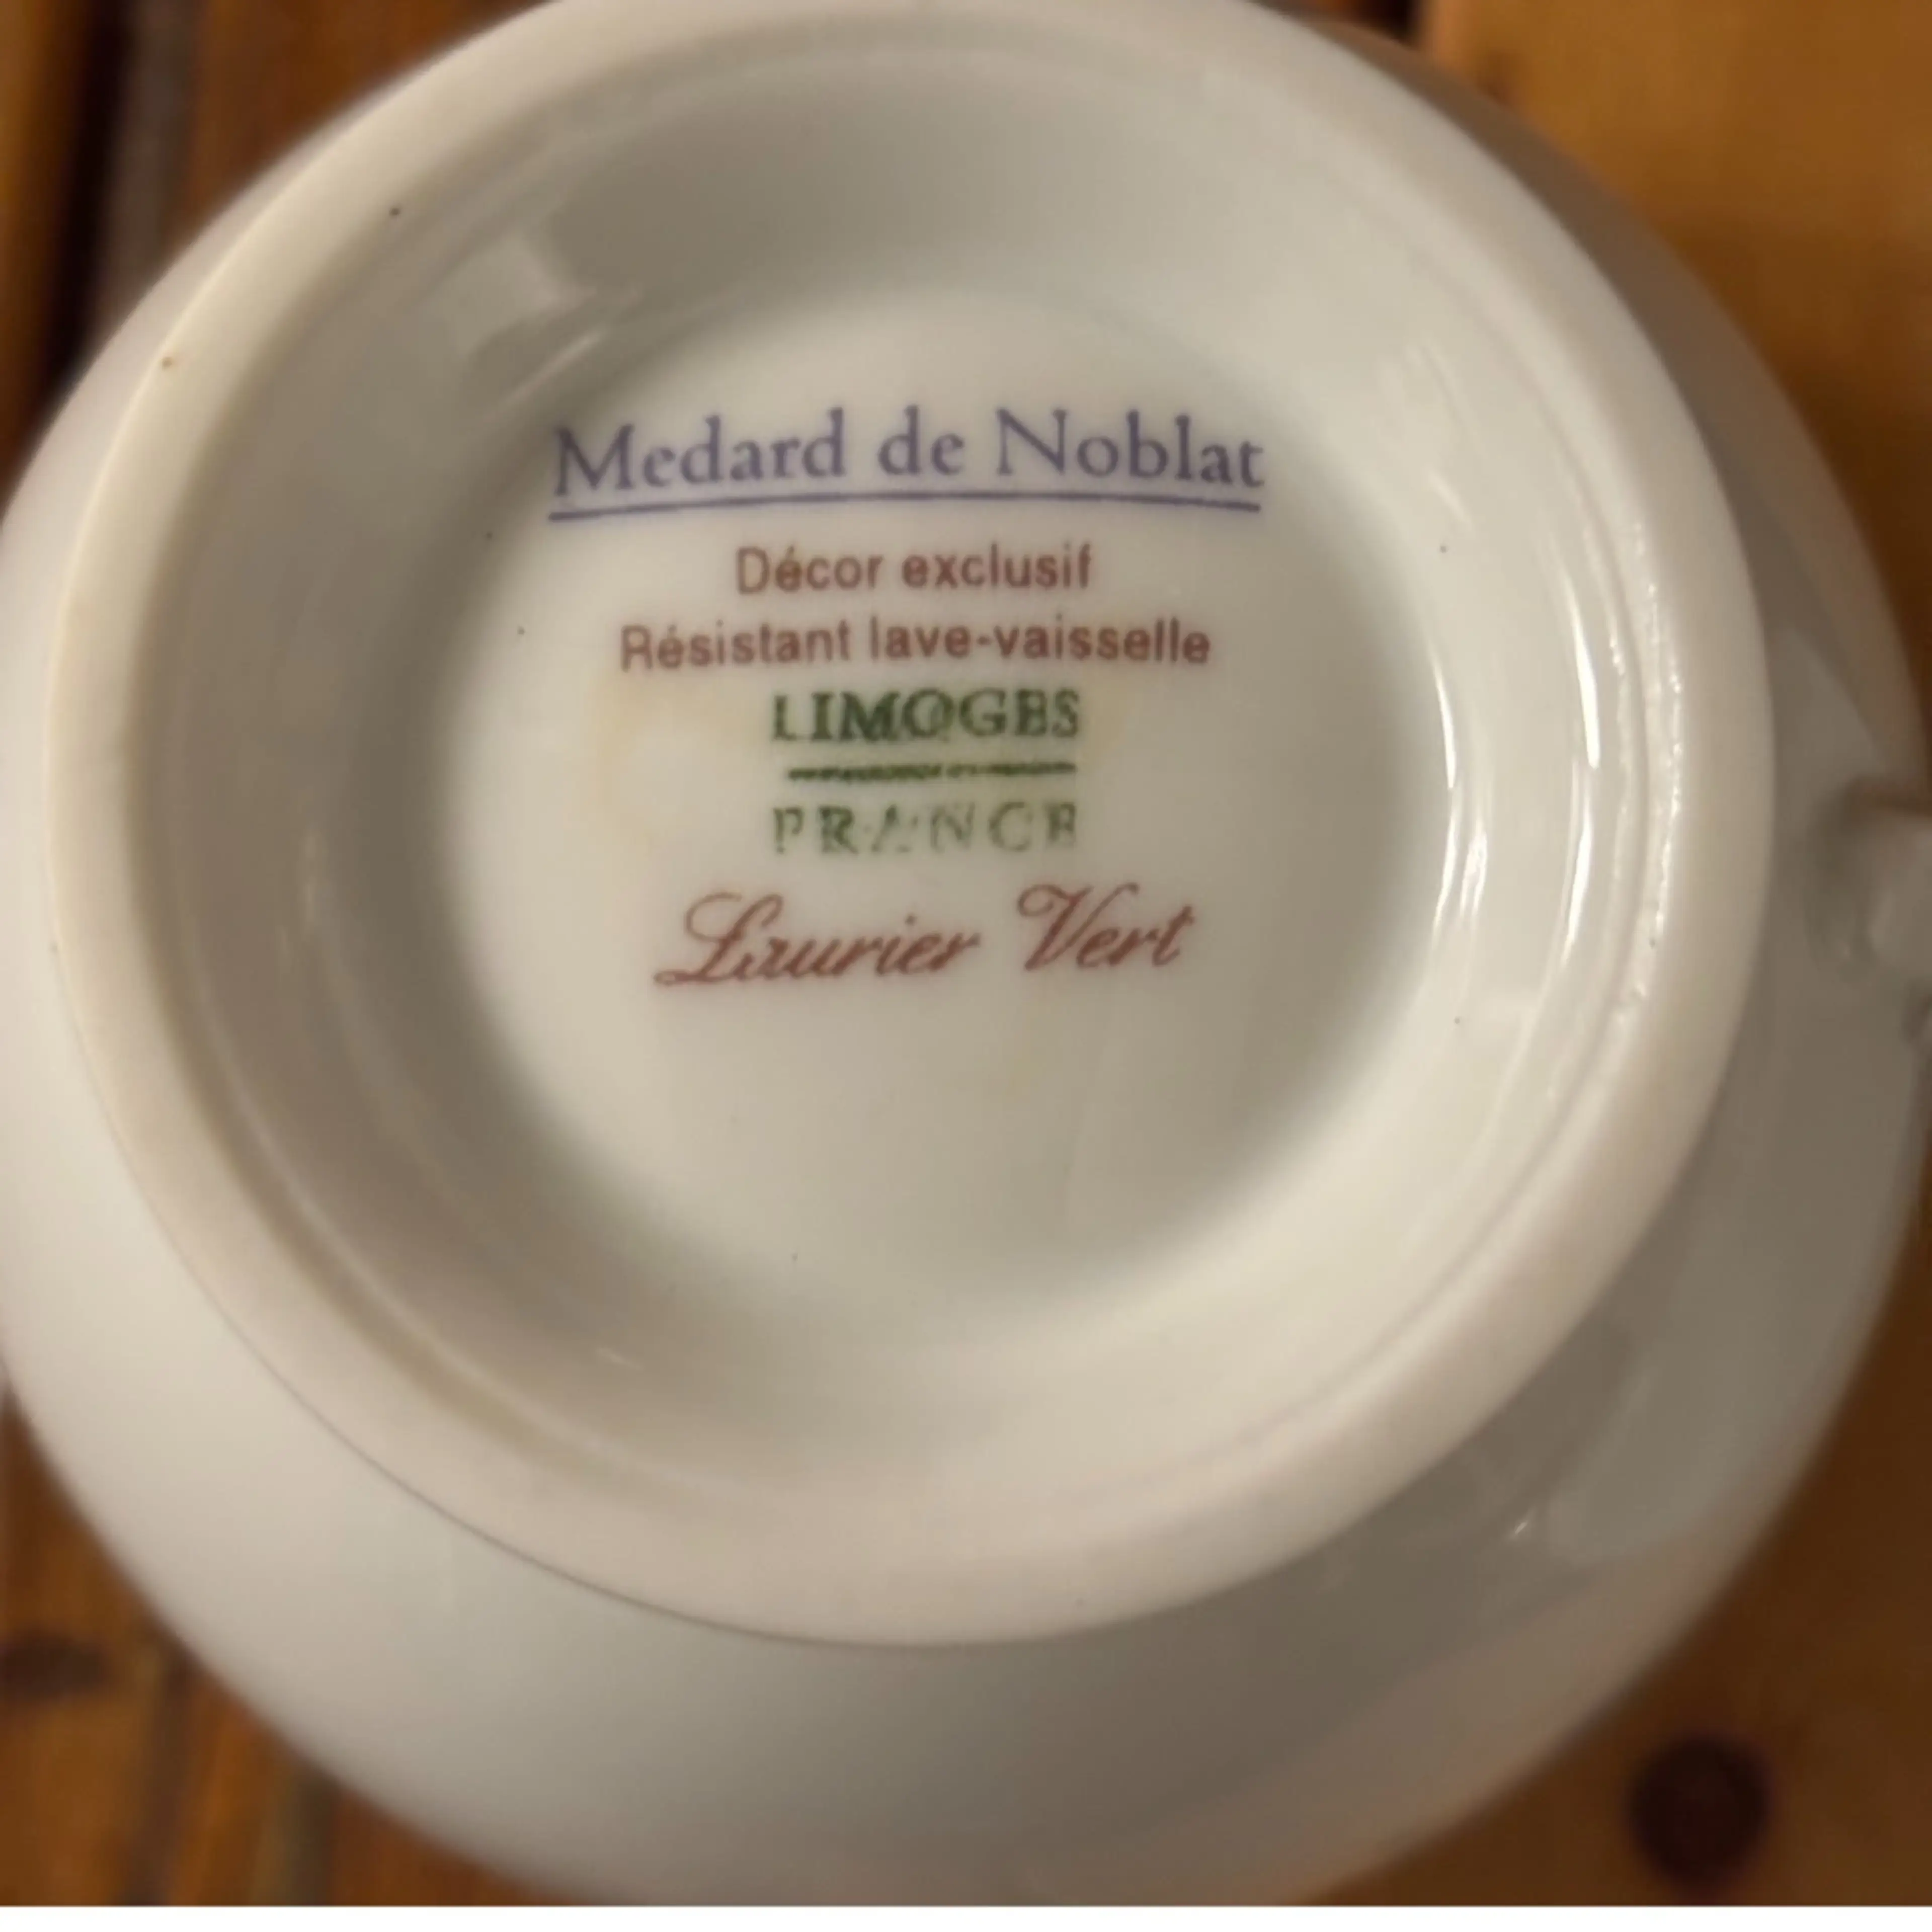 Medard de Noblat
Décor exclusif
Résistant lave-vaisselle
LIMOGES
FRANCE
Laurier Vert